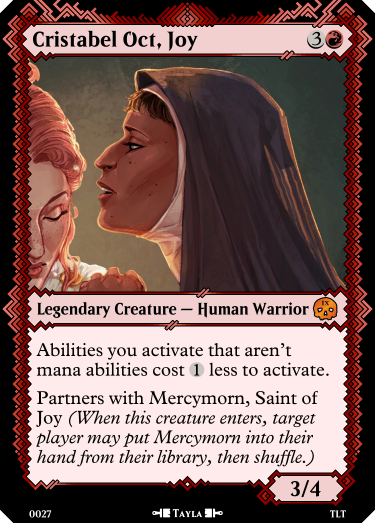 Cristabel Oct, Joy 3
Legendary Creature — Human Warrior IX
Abilities you activate that aren't
mana abilities cost 1 less to activate.
Partners with Mercymorn, Saint of
Joy (When this creature enters, target
player may put Mercymorn into their
hand from their library, then shuffle.)
3/4
0027 Tayla TLT